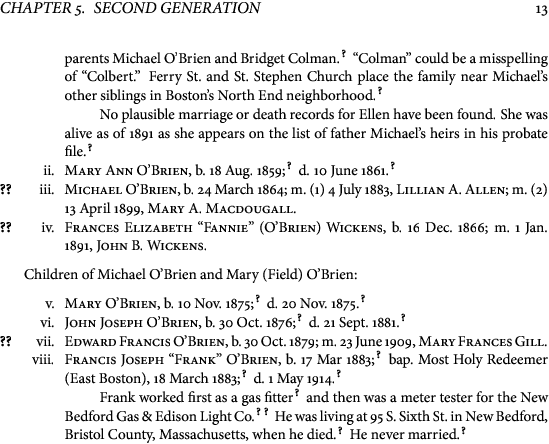 CHAPTER 5. SECOND GENERATION 13
parents Michael O’Brien and Bridget Colman.? “Colman” could be a misspelling
of “Colbert.” Ferry St. and St. Stephen Church place the family near Michael’s
other siblings in Boston’s North End neighborhood.?
No plausible marriage or death records for Ellen have been found. She was
alive as of 1891 as she appears on the list of father Michael’s heirs in his probate
file.?
ii. Mary Ann O’Brien, b. 18 Aug. 1859;? d. 10 June 1861.?
?? iii. Michael O’Brien, b. 24 March 1864; m. (1) 4 July 1883, Lillian A. Allen; m. (2)
13 April 1899, Mary A. Macdougall.
?? iv. Frances Elizabeth “Fannie” (O’Brien) Wickens, b. 16 Dec. 1866; m. 1 Jan.
1891, John B. Wickens.
Children of Michael O’Brien and Mary (Field) O’Brien:
v. Mary O’Brien, b. 10 Nov. 1875;? d. 20 Nov. 1875.?
vi. John Joseph O’Brien, b. 30 Oct. 1876;? d. 21 Sept. 1881.?
?? vii. Edward Francis O’Brien, b. 30 Oct. 1879; m. 23 June 1909, Mary Frances Gill.
viii. Francis Joseph “Frank” O’Brien, b. 17 Mar 1883;? bap. Most Holy Redeemer
(East Boston), 18 March 1883;? d. 1 May 1914.?
Frank worked first as a gas fitter? and then was a meter tester for the New
Bedford Gas & Edison Light Co.? ? He was living at 95 S. Sixth St. in New Bedford,
Bristol County, Massachusetts, when he died.? He never married.?